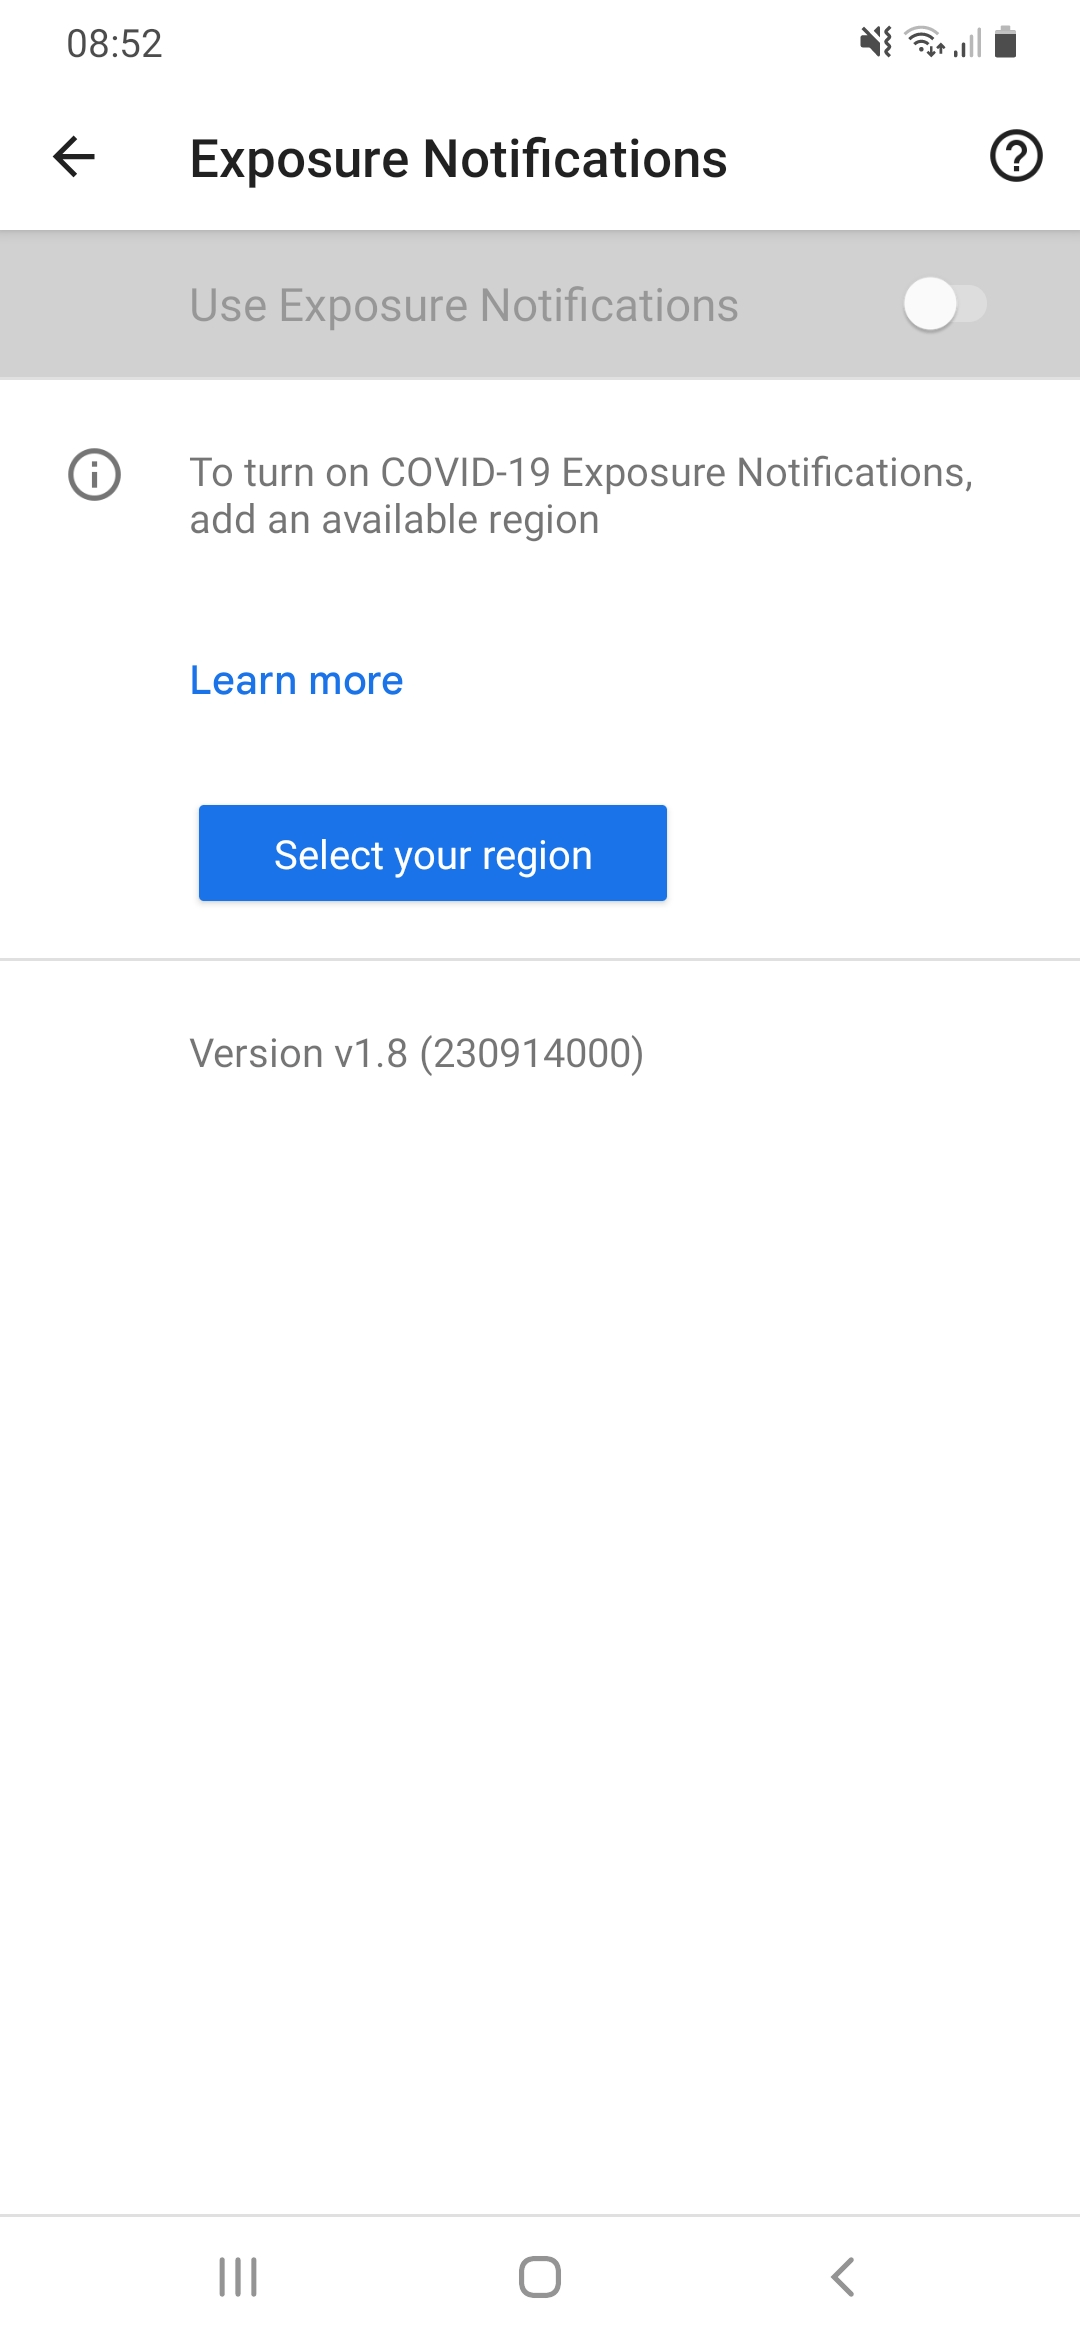 08:52
Exposure Notifications
Use Exposure Notifications
To turn on COVID-19 Exposure Notifications,
add an available region
Learn more
Select your region
Version v1.8 (230914000)